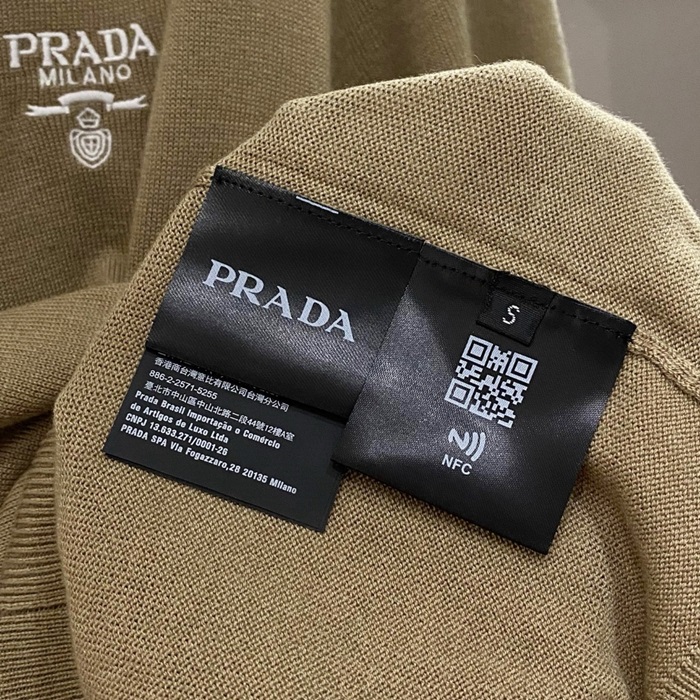 PRADA
MILANO
PRADA
香港商台灣普比有限公司台灣分公司
886-2-2571-5255
臺北市中山區中山北路二段44號12樓A室
Prada Brasil Importação e Comércio
de Artigos de Luxo Ltda
CNPJ 13.633.271/0001-26
PRADA SPA Via Fogazzaro,28 20135 Milano
S
NFC